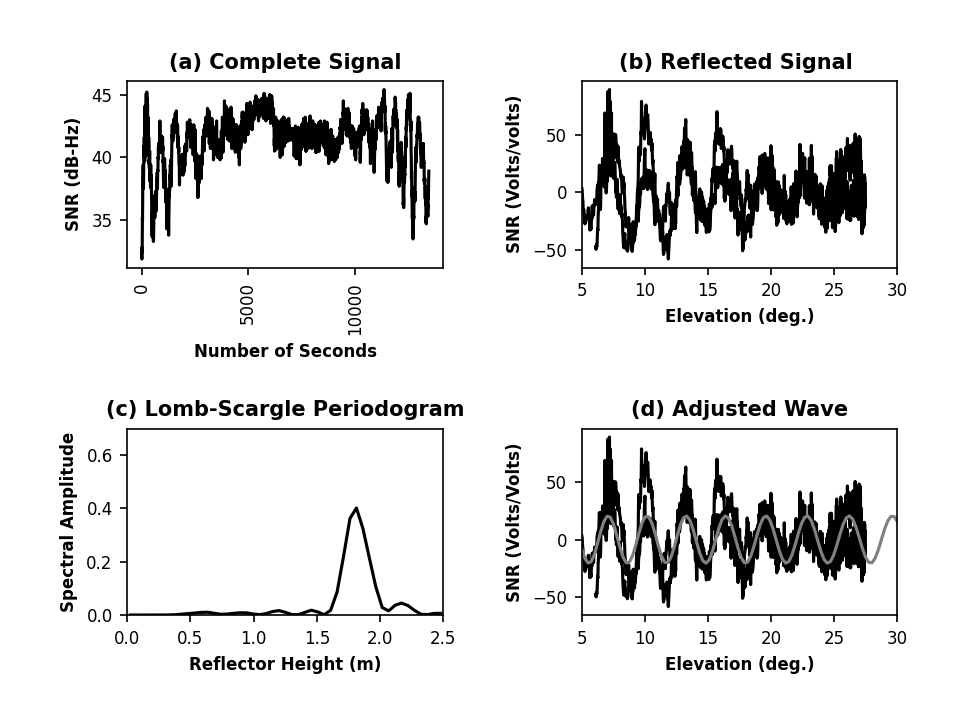 (a) Complete Signal
SNR (dB-Hz)
45
40
35
0
5000
10000
Number of Seconds
(b) Reflected Signal
SNR (Volts/volts)
50
0
−50
5 10 15 20 25 30
Elevation (deg.)
(c) Lomb-Scargle Periodogram
Spectral Amplitude
0.6
0.4
0.2
0.0
0.0 0.5 1.0 1.5 2.0 2.5
Reflector Height (m)
(d) Adjusted Wave
SNR (Volts/Volts)
50
0
−50
5 10 15 20 25 30
Elevation (deg.)